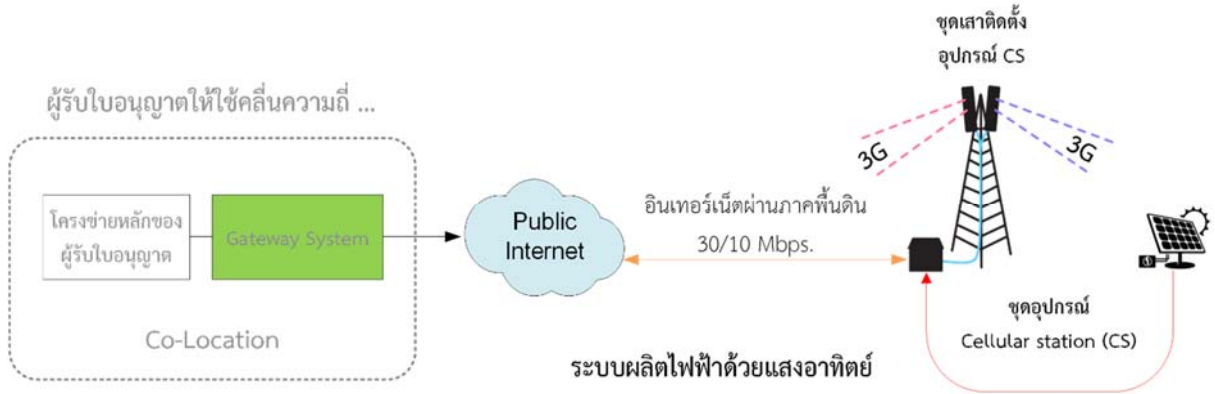 ชุดเสาติดตั้ง
อุปกรณ์ CS
ผู้รับใบอนุญาตให้ใช้คลื่นความถี่ ...
3G
3G
โครงข่ายหลักของ
ผู้รับใบอนุญาต
Gateway System
Public
Internet
อินเทอร์เน็ตผ่านภาคพื้นดิน
30/10 Mbps.
ชุดอุปกรณ์
Cellular station (CS)
Co-Location
ระบบผลิตไฟฟ้าด้วยแสงอาทิตย์